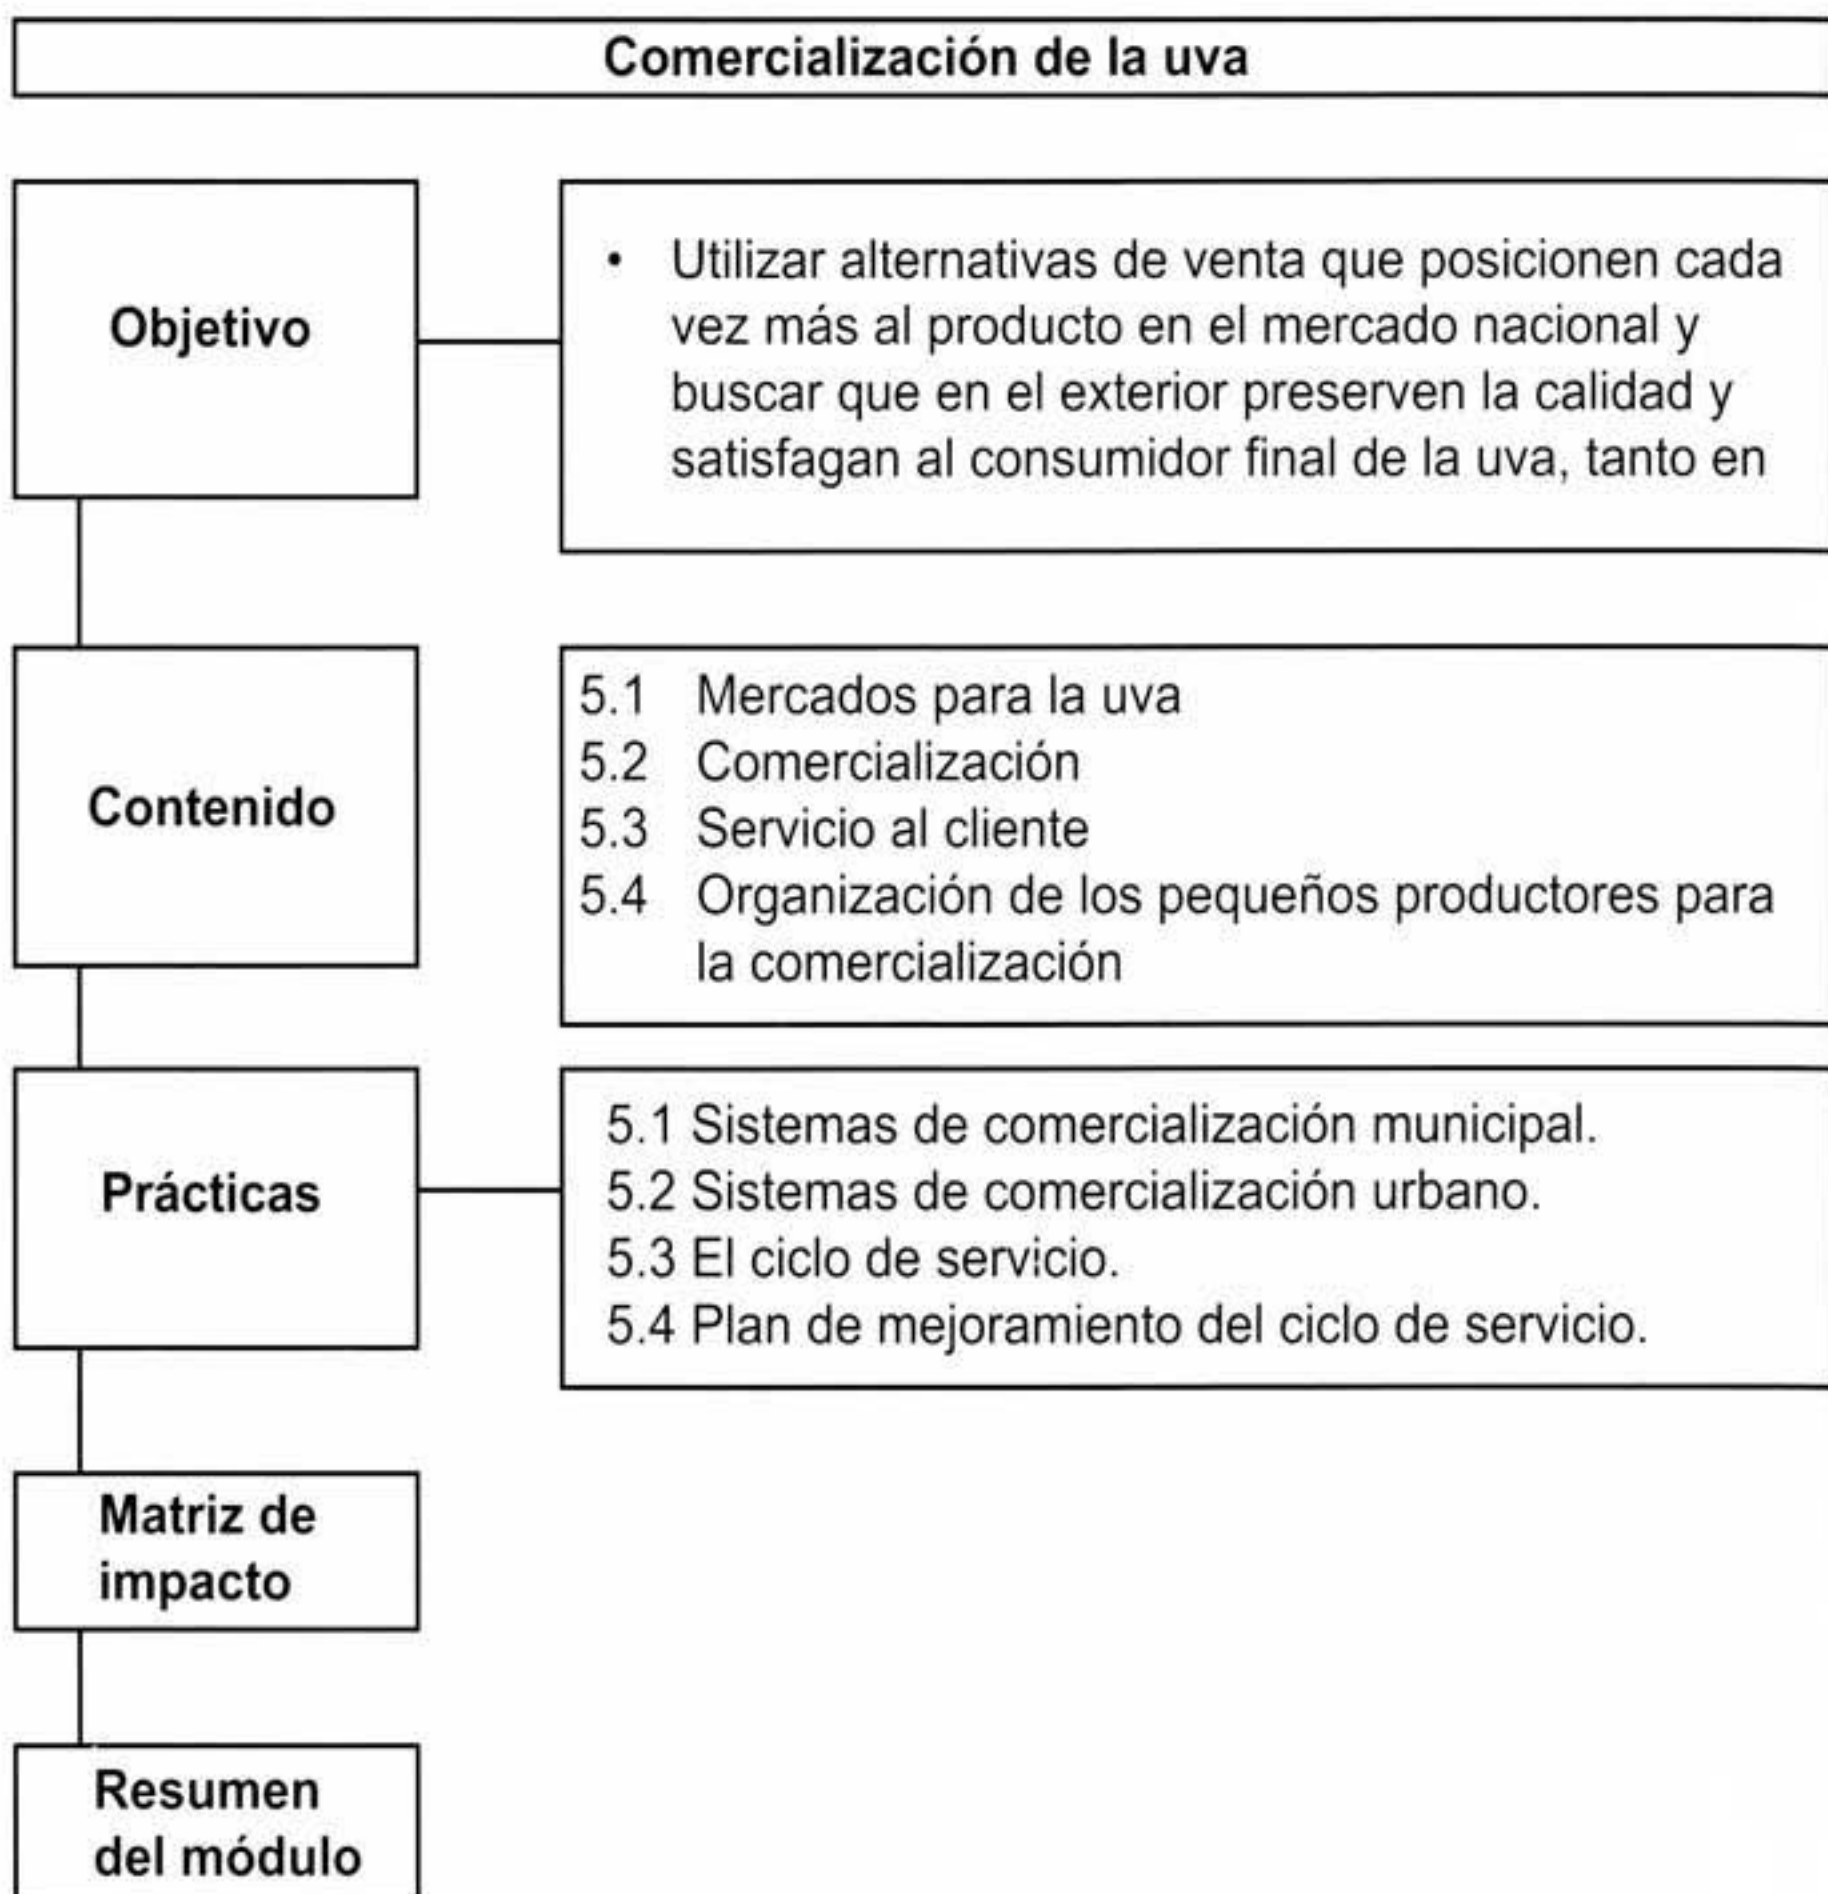 Comercialización de la uva
Objetivo
• Utilizar alternativas de venta que posicionen cada
vez más al producto en el mercado nacional y
buscar que en el exterior preserven la calidad y
satisfagan al consumidor final de la uva, tanto en
Contenido
5.1 Mercados para la uva
5.2 Comercialización
5.3 Servicio al cliente
5.4 Organización de los pequeños productores para
la comercialización
Prácticas
5.1 Sistemas de comercialización municipal.
5.2 Sistemas de comercialización urbano.
5.3 El ciclo de servicio.
5.4 Plan de mejoramiento del ciclo de servicio.
Matriz de
impacto
Resumen
del módulo